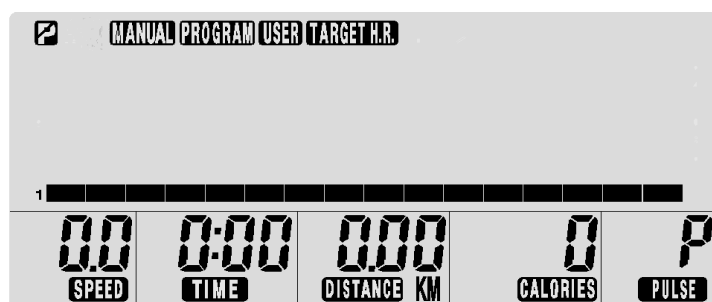 MANUAL PROGRAM USER TARGET H.R.
1
0.0 0:00 0.00 0 P
SPEED TIME DISTANCE KM CALORIES PULSE